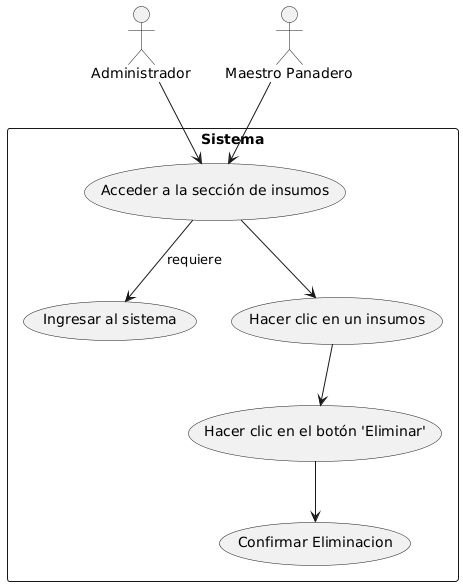 Administrador
Maestro Panadero
Sistema
Acceder a la sección de insumos
requiere
Ingresar al sistema
Hacer clic en un insumos
Hacer clic en el botón 'Eliminar'
Confirmar Eliminacion